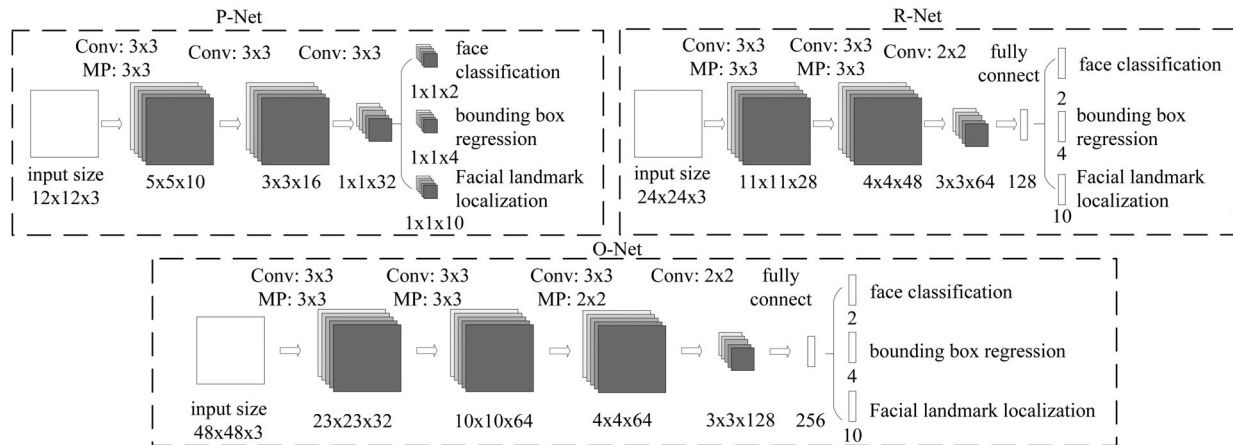 P-Net
Conv: 3x3
MP: 3x3
Conv: 3x3
Conv: 3x3
input size
12x12x3
5x5x10
3x3x16
1x1x32
face
classification
1x1x2
bounding box
regression
1x1x4
Facial landmark
localization
1x1x10
R-Net
Conv: 3x3
MP: 3x3
Conv: 3x3
MP: 3x3
Conv: 2x2
fully
connect
input size
24x24x3
11x11x28
4x4x48
3x3x64
128
face classification
2
bounding box
regression
4
Facial landmark
localization
10
O-Net
Conv: 3x3
MP: 3x3
Conv: 3x3
MP: 3x3
Conv: 3x3
MP: 2x2
Conv: 2x2
fully
connect
input size
48x48x3
23x23x32
10x10x64
4x4x64
3x3x128
256
face classification
2
bounding box regression
4
Facial landmark localization
10